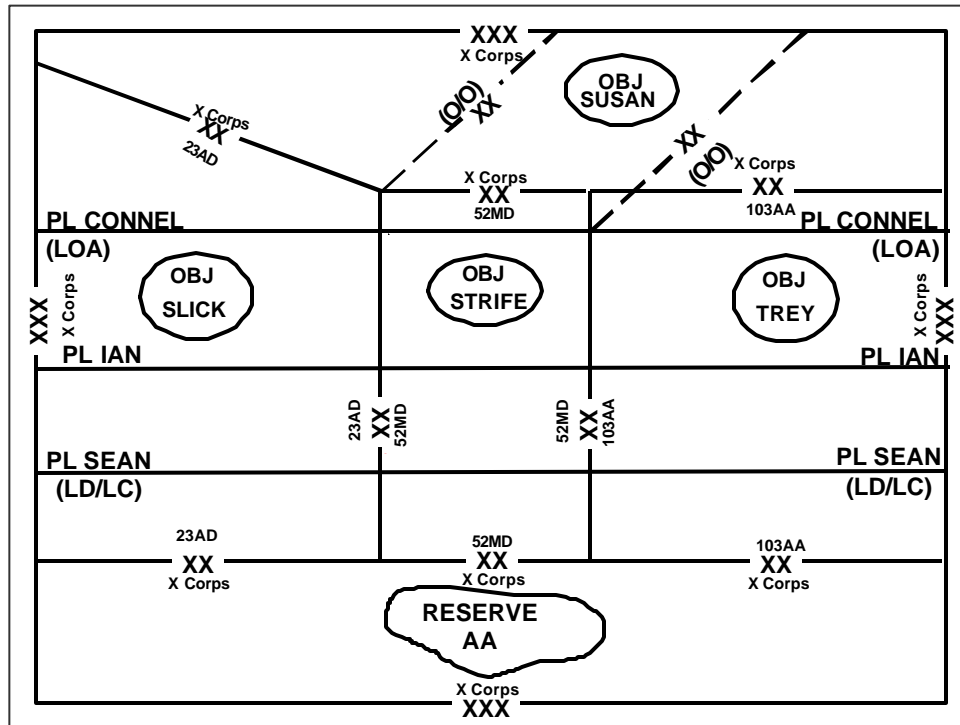 XXX
X Corps
OBJ
SUSAN
(O/O)
XX
XX
(O/O)
X Corps
XX
23AD
X Corps
XX
52MD
X Corps
XX
103AA
PL CONNEL
(LOA)
PL CONNEL
(LOA)
OBJ
SLICK
OBJ
STRIFE
OBJ
TREY
XXX
X Corps
X Corps
XXX
PL IAN
PL IAN
23AD
XX
52MD
52MD
XX
103AA
PL SEAN
(LD/LC)
PL SEAN
(LD/LC)
23AD
XX
X Corps
52MD
XX
X Corps
103AA
XX
X Corps
RESERVE
AA
X Corps
XXX